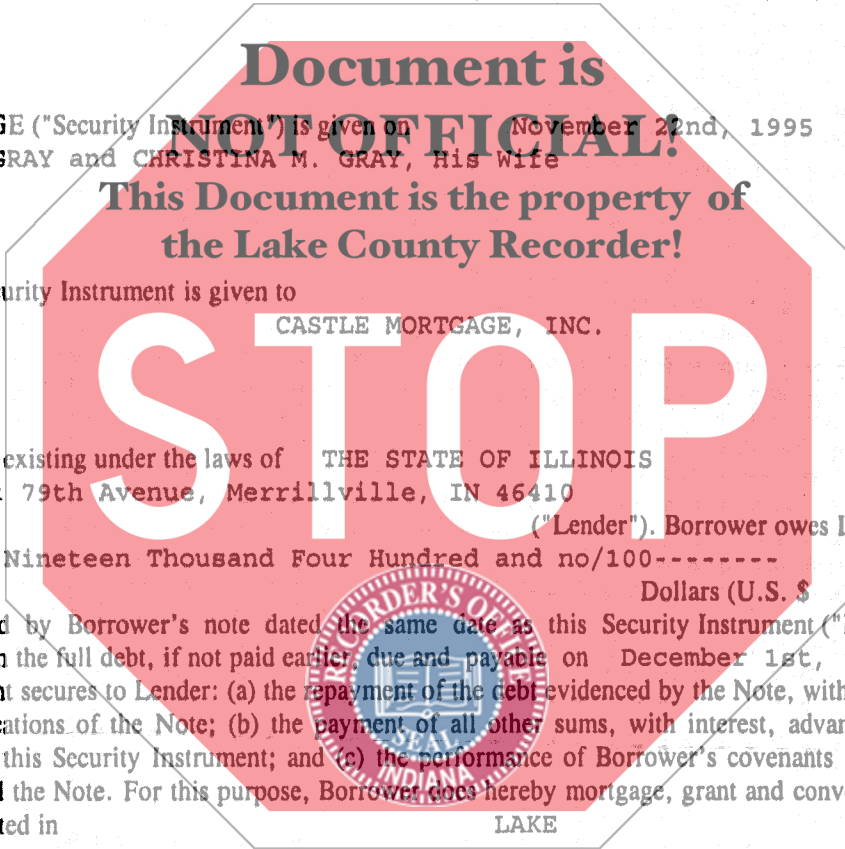 Document is
GE ("Security Instrument") is given on November 22nd, 1995
NOT OFFICIAL!
GRAY and CHRISTINA M. GRAY, His Wife
This Document is the property of
the Lake County Recorder!
urity Instrument is given to
CASTLE MORTGAGE, INC.
STOP
existing under the laws of THE STATE OF ILLINOIS
79th Avenue, Merrillville, IN 46410
("Lender"). Borrower owes
Nineteen Thousand Four Hundred and no/100--------
Dollars (U.S. $
d by Borrower's note dated the same date as this Security Instrument ("
the full debt, if not paid earlier, due and payable on December 1st,
nt secures to Lender: (a) the repayment of the debt evidenced by the Note, with
cations of the Note; (b) the payment of all other sums, with interest, advan
this Security Instrument; and (c) the performance of Borrower's covenants
the Note. For this purpose, Borrower does hereby mortgage, grant and conv
ted in LAKE
RECORDER'S OFFICE
SEAL
INDIANA